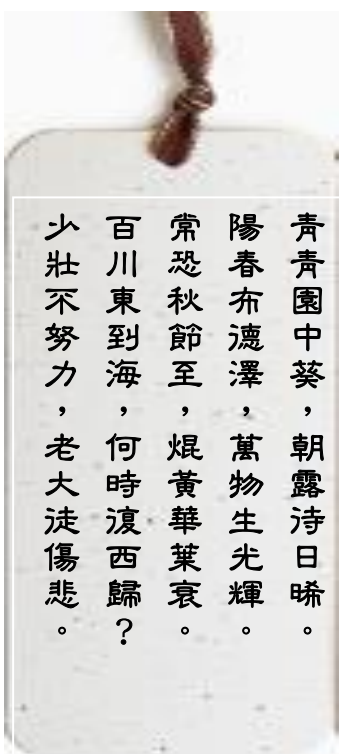 青青園中葵，朝露待日晞。
陽春布德澤，萬物生光輝。
常恐秋節至，焜黃華葉衰。
百川東到海，何時復西歸？
少壯不努力，老大徒傷悲。